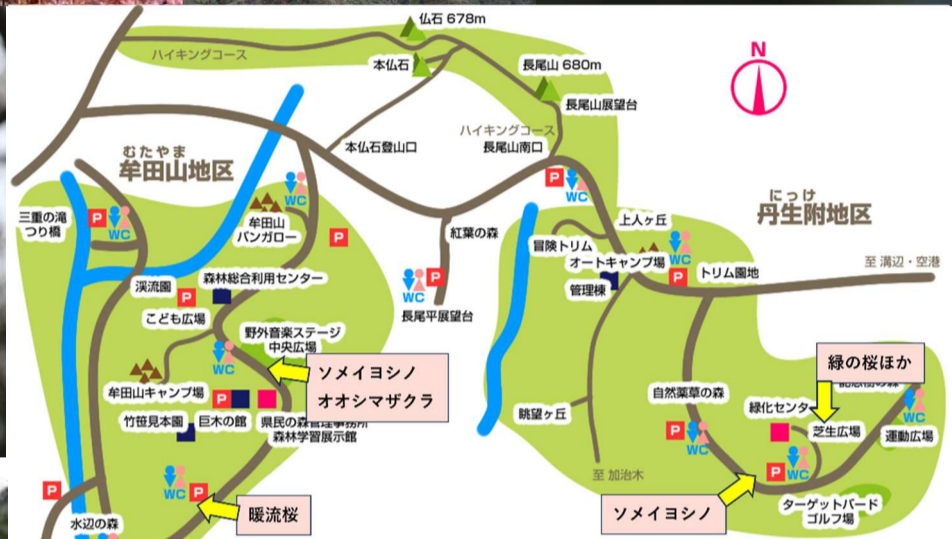 仏石 678m
ハイキングコース
本仏石
長尾山 680m
長尾山展望台
N
ハイキングコース
本仏石登山口
長尾山南口
むたやま
牟田山地区
P
WC
にっけ
丹生附地区
三重の滝
つり橋
P
WC
WC
牟田山
バンガロー
P
紅葉の森
上人ヶ丘
冒険トリム
オートキャンプ場
WC
管理棟
P
トリム園地
至 溝辺・空港
渓流園
P
森林総合利用センター
こども広場
WC
P
長尾平展望台
野外音楽ステージ
中央広場
WC
ソメイヨシノ
オオシマザクラ
緑の桜ほか
牟田山キャンプ場
P
竹笹見本園
巨木の館
県民の森管理事務所
森林学習展示館
自然薬草の森
緑化センタ
芝生広場
WC
運動広場
眺望ヶ丘
P
WC
P
WC
至 加治木
P
WC
P
暖流桜
ソメイヨシノ
ターゲットバード
ゴルフ場
水辺の森
WC